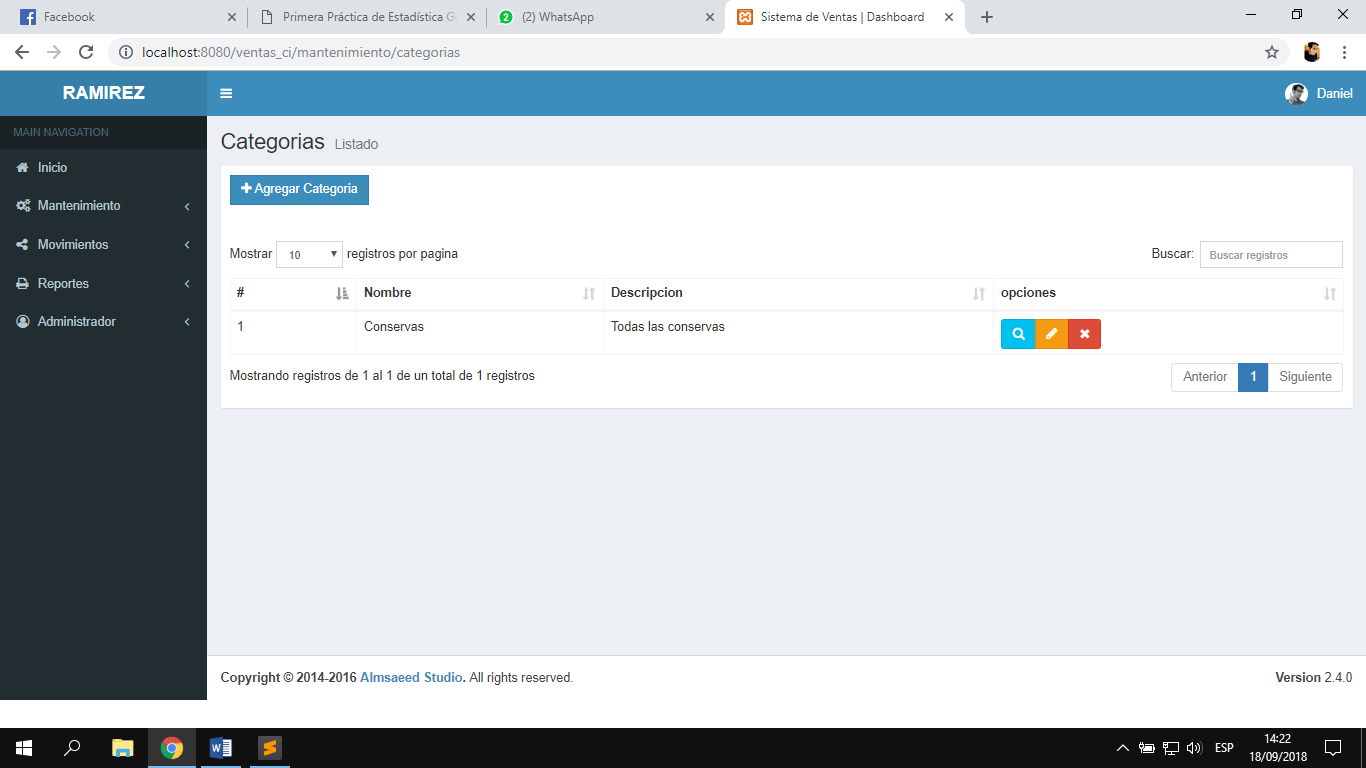 Facebook
Primera Práctica de Estadística Ge
2 (2) WhatsApp
Sistema de Ventas | Dashboard
localhost:8080/ventas_ci/mantenimiento/categorias
RAMIREZ
Daniel
MAIN NAVIGATION
Inicio
Mantenimiento
Movimientos
Reportes
Administrador
Categorias Listado
Agregar Categoria
Mostrar 10 registros por pagina
Buscar: Buscar registros
# Nombre Descripcion opciones
1 Conservas Todas las conservas
Mostrando registros de 1 al 1 de un total de 1 registros
Anterior 1 Siguiente
Copyright © 2014-2016 Almsaeed Studio. All rights reserved.
Version 2.4.0
ESP
14:22
18/09/2018